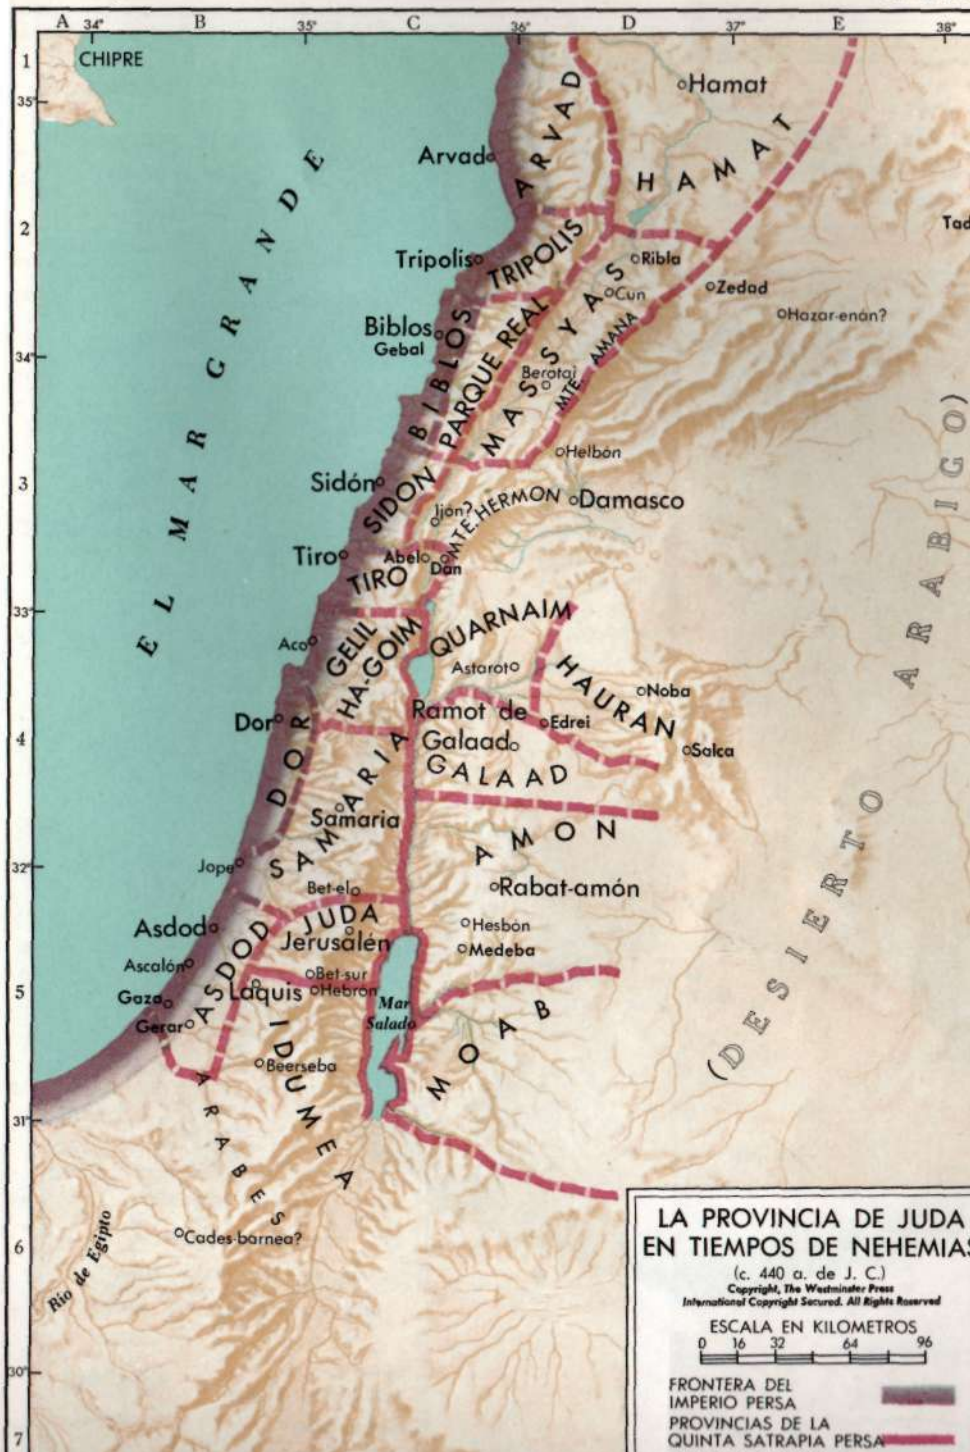 A 34° B 35° C 36° D 37° E 38°
1
CHIPRE
35°
Hamat
ARVAD
Arvad
HAMAT
2
EL MAR GRANDE
Tripolis
TRIPOLIS
Ribla
Cun
Zedad
Hazar-enán?
Biblos
Gebal
BIBLOS
PARQUE REAL
MASSYAS
MTE. AMANA
Berotai
34°
Helbón
3
Sidón
SIDON
Ijón?
MTE. HERMON
Damasco
Tiro
TIRO
Abel
Dan
33°
Aco
GELIL
HA-GOIM
QUARNAIM
Astarot
HAURAN
Noba
Dor
DOR
Ramot de
Galaad
Edrei
Salca
4
GALAAD
SAMARIA
Samaria
AMON
(DESIERTO ARABIGO)
32°
Jope
Bet-el
Rabat-amón
JUDA
Jerusalén
Hesbón
Medeba
Asdod
ASDOD
Ascalón
5
Bet-sur
Laquis
Hebrón
Gaza
Gerar
Mar
Salado
MOAB
IDUMEA
Beerseba
31°
ARABES
6
Cades-barnea?
Rio de Egipto
30°
7
LA PROVINCIA DE JUDA
EN TIEMPOS DE NEHEMIAS
(c. 440 a. de J. C.)
Copyright, The Westminster Press
International Copyright Secured. All Rights Reserved
ESCALA EN KILOMETROS
0 16 32 64 96
FRONTERA DEL
IMPERIO PERSA
PROVINCIAS DE LA
QUINTA SATRAPIA PERSA